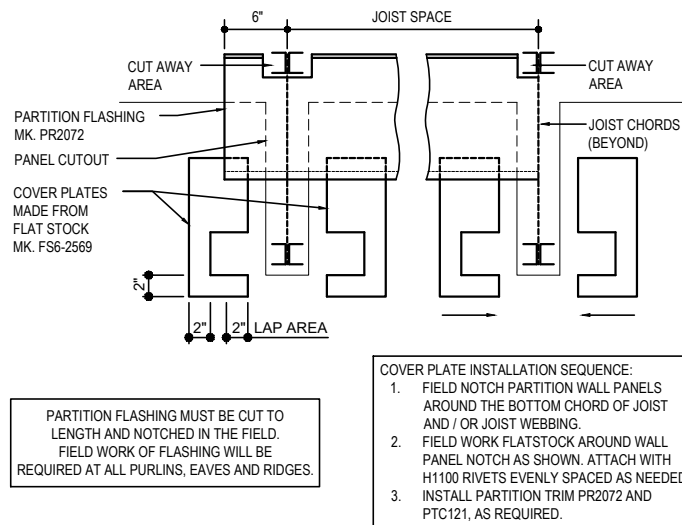 6"
JOIST SPACE
CUT AWAY
AREA
CUT AWAY
AREA
PARTITION FLASHING
MK. PR2072
JOIST CHORDS
(BEYOND)
PANEL CUTOUT
COVER PLATES
MADE FROM
FLAT STOCK
MK. FS6-2569
2"
2"
2"
LAP AREA
PARTITION FLASHING MUST BE CUT TO
LENGTH AND NOTCHED IN THE FIELD.
FIELD WORK OF FLASHING WILL BE
REQUIRED AT ALL PURLINS, EAVES AND RIDGES.
COVER PLATE INSTALLATION SEQUENCE:
1. FIELD NOTCH PARTITION WALL PANELS
AROUND THE BOTTOM CHORD OF JOIST
AND / OR JOIST WEBBING.
2. FIELD WORK FLATSTOCK AROUND WALL
PANEL NOTCH AS SHOWN. ATTACH WITH
H1100 RIVETS EVENLY SPACED AS NEEDED
3. INSTALL PARTITION TRIM PR2072 AND
PTC121, AS REQUIRED.